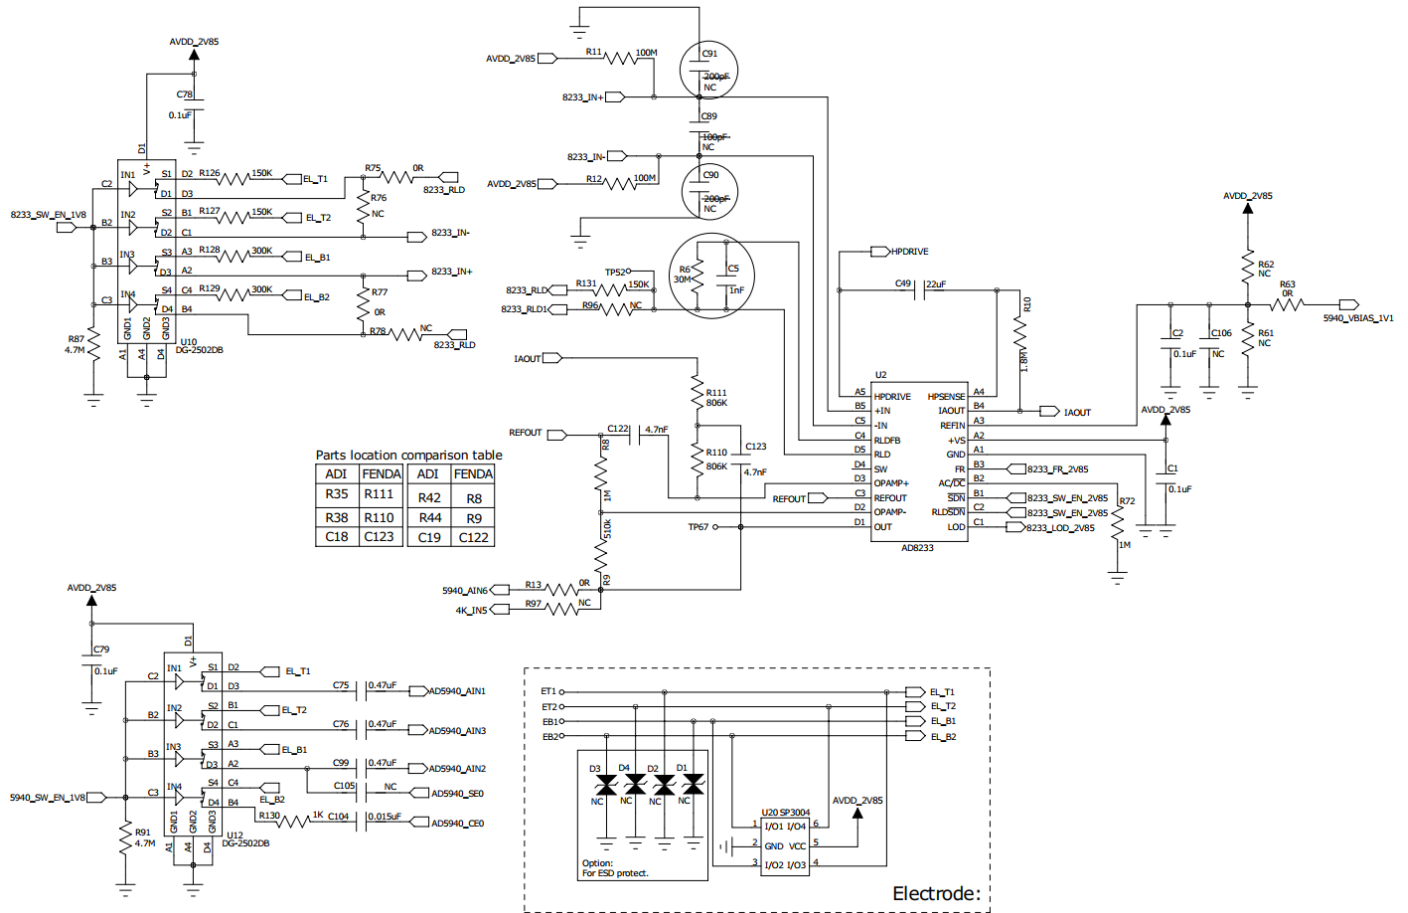 AVDD_2V85
C78
0.1uF
D1
V+
8233_SW_EN_1V8
C2
IN1
S1
D2
R126
150K
EL_T1
D1
D3
R75
0R
8233_RLD
R76
NC
B2
IN2
S2
B1
R127
150K
EL_T2
D2
C1
8233_IN-
B3
IN3
S3
A3
R128
300K
EL_B1
D3
A2
8233_IN+
C3
IN4
S4
C4
R129
300K
EL_B2
D4
B4
R77
0R
R78
NC
8233_RLD
R87
4.7M
GND1
GND2
GND3
A1
A4
D4
U10
DG-2502DB
AVDD_2V85
R11
100M
C91
200pF
NC
8233_IN+
C89
100pF
NC
8233_IN-
AVDD_2V85
R12
100M
C90
200pF
NC
TP52
R6
30M
C5
1nF
8233_RLD
R131
150K
8233_RLD1
R96
NC
IAOUT
R111
806K
REFOUT
C122
4.7nF
R8
1M
R110
806K
C123
4.7nF
REFOUT
TP67
510k
R9
5940_AIN6
R13
0R
4K_IN5
R97
NC
HPDRIVE
C49
22uF
R10
1.8M
U2
A5
HPDRIVE
HPSENSE
A4
B5
+IN
IAOUT
B4
IAOUT
C5
-IN
REFIN
A3
C4
RLDFB
+VS
A2
D5
RLD
GND
A1
D4
SW
FR
B3
8233_FR_2V85
D3
OPAMP+
AC/DC
B2
C3
REFOUT
SDN
B1
8233_SW_EN_2V85
D2
OPAMP-
RLDSDN
C2
8233_SW_EN_2V85
D1
OUT
LOD
C1
8233_LOD_2V85
AD8233
R72
1M
AVDD_2V85
C1
0.1uF
AVDD_2V85
R62
NC
R63
0R
5940_VBIAS_1V1
C2
0.1uF
C106
NC
R61
NC
Parts location comparison table
ADI FENDA ADI FENDA
R35 R111 R42 R8
R38 R110 R44 R9
C18 C123 C19 C122
AVDD_2V85
C79
0.1uF
D1
V+
C2
IN1
S1
D2
EL_T1
D1
D3
C75
0.47uF
AD5940_AIN1
B2
IN2
S2
B1
EL_T2
D2
C1
C76
0.47uF
AD5940_AIN3
B3
IN3
S3
A3
EL_B1
D3
A2
C99
0.47uF
AD5940_AIN2
C105
NC
AD5940_SE0
5940_SW_EN_1V8
C3
IN4
S4
C4
EL_B2
D4
B4
R130
1K
C104
0.015uF
AD5940_CE0
R91
4.7M
GND1
GND2
GND3
A1
A4
D4
U12
DG-2502DB
ET1
EL_T1
ET2
EL_T2
EB1
EL_B1
EB2
EL_B2
D3
D4
D2
D1
NC
NC
NC
NC
Option:
For ESD protect.
U20 SP3004
AVDD_2V85
1
I/O1 I/O4
6
2
GND VCC
5
3
I/O2 I/O3
4
Electrode: